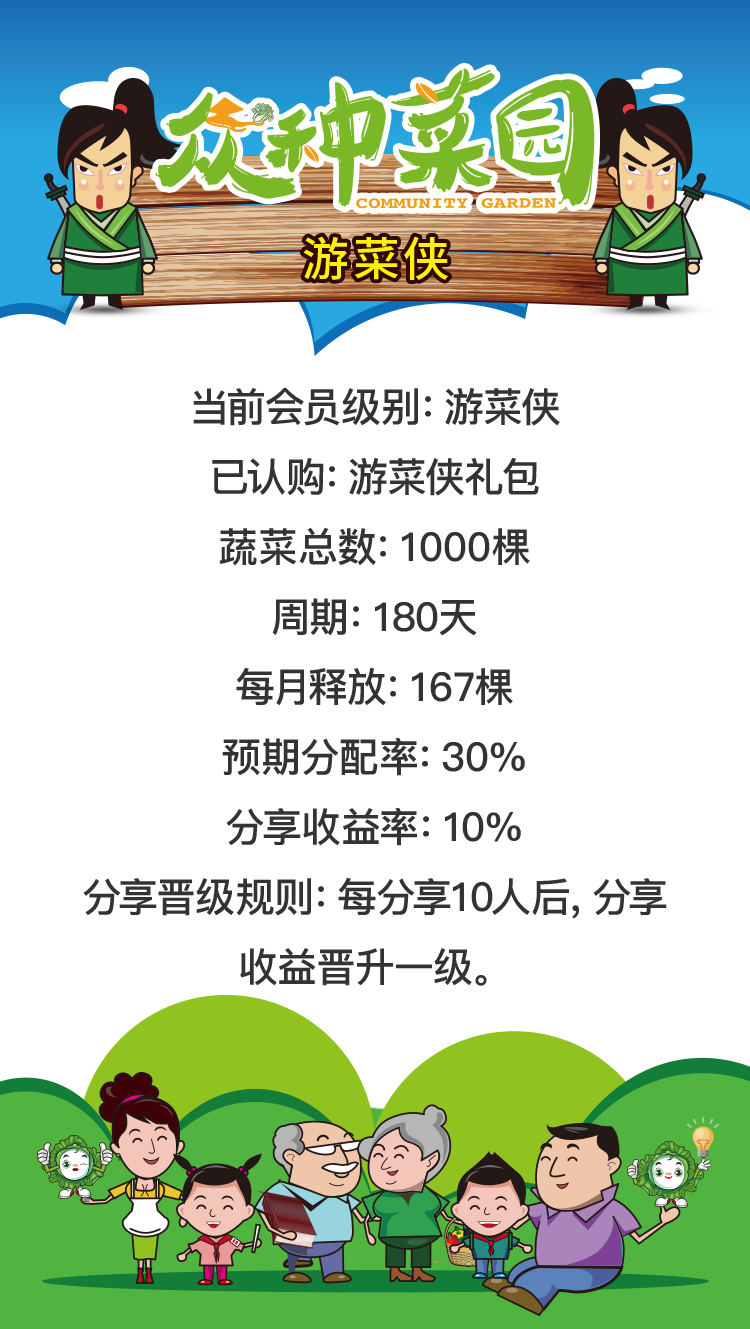 众种菜园
COMMUNITY GARDEN
游菜侠
当前会员级别: 游菜侠
已认购: 游菜侠礼包
蔬菜总数: 1000棵
周期: 180天
每月释放: 167棵
预期分配率: 30%
分享收益率: 10%
分享晋级规则: 每分享10人后, 分享
收益晋升一级。